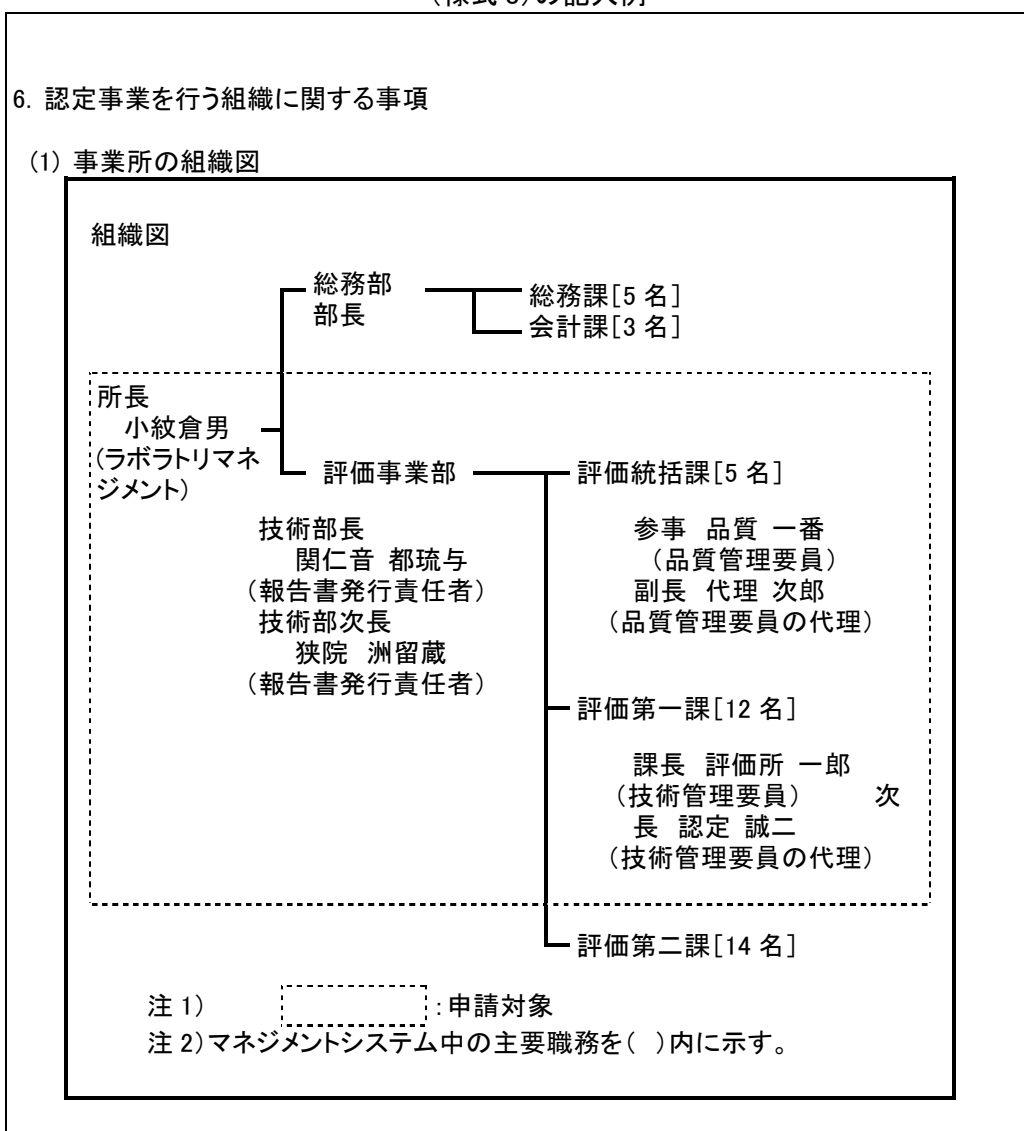 (様式 3)の記入例
6. 認定事業を行う組織に関する事項
(1) 事業所の組織図
組織図
総務部
部長
総務課[5 名]
会計課[3 名]
所長
小紋倉男
(ラボラトリマネ
ジメント)
評価事業部
技術部長
関仁音 都琉与
(報告書発行責任者)
技術部次長
狭院 洲留蔵
(報告書発行責任者)
評価統括課[5 名]
参事 品質 一番
(品質管理要員)
副長 代理 次郎
(品質管理要員の代理)
評価第一課[12 名]
課長 評価所 一郎
(技術管理要員) 次
長 認定 誠二
(技術管理要員の代理)
評価第二課[14 名]
注 1) :申請対象
注 2)マネジメントシステム中の主要職務を( )内に示す。